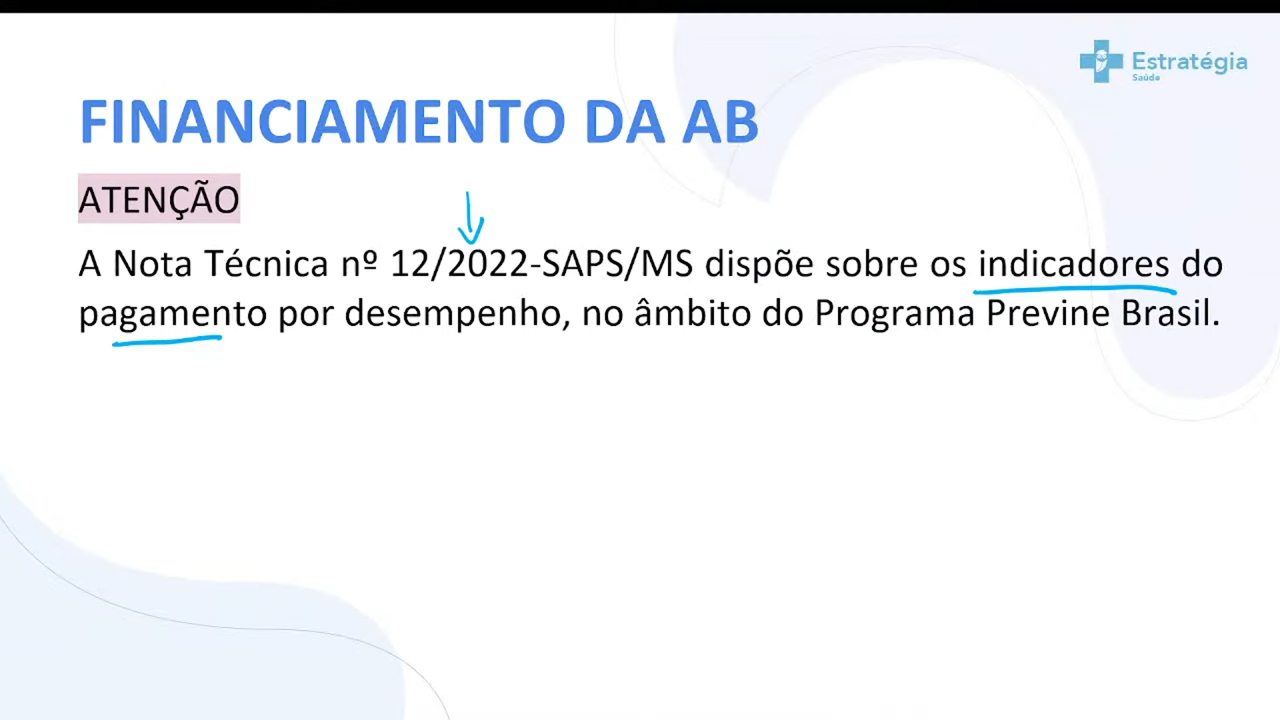 Estratégia
Saúde
FINANCIAMENTO DA AB
ATENÇÃO
A Nota Técnica nº 12/2022-SAPS/MS dispõe sobre os indicadores do
pagamento por desempenho, no âmbito do Programa Previne Brasil.